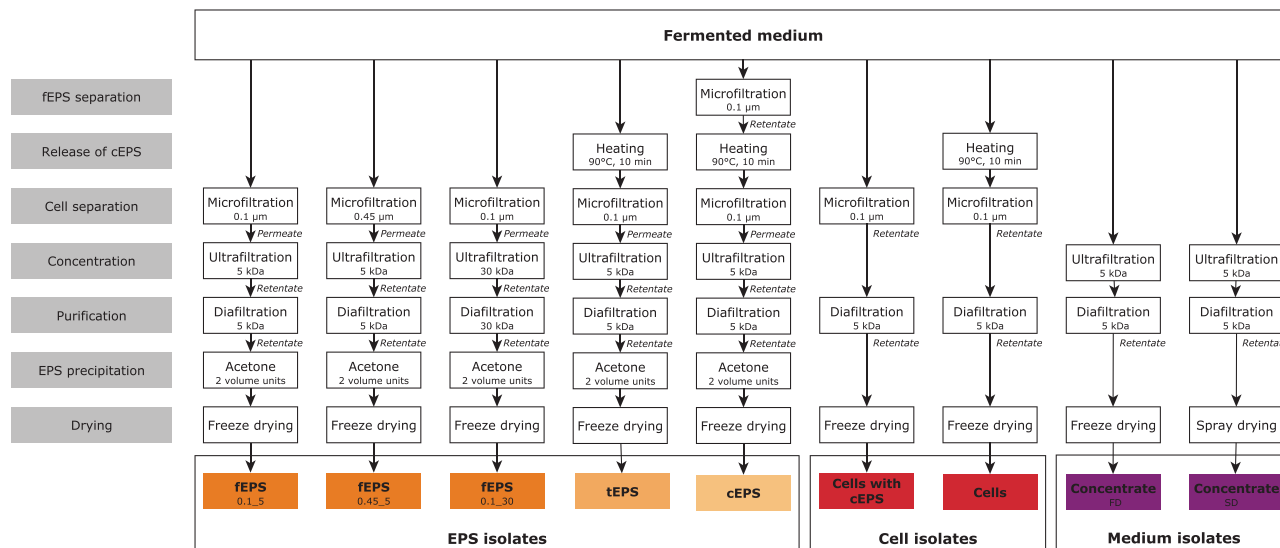 Fermented medium
fEPS separation
Microfiltration
0.1 µm
Retentate
Release of cEPS
Heating
90°C, 10 min
Heating
90°C, 10 min
Heating
90°C, 10 min
Cell separation
Microfiltration
0.1 µm
Microfiltration
0.45 µm
Microfiltration
0.1 µm
Microfiltration
0.1 µm
Microfiltration
0.1 µm
Microfiltration
0.1 µm
Microfiltration
0.1 µm
Permeate
Permeate
Permeate
Permeate
Permeate
Retentate
Retentate
Concentration
Ultrafiltration
5 kDa
Ultrafiltration
5 kDa
Ultrafiltration
30 kDa
Ultrafiltration
5 kDa
Ultrafiltration
5 kDa
Ultrafiltration
5 kDa
Ultrafiltration
5 kDa
Retentate
Retentate
Retentate
Retentate
Retentate
Purification
Diafiltration
5 kDa
Diafiltration
5 kDa
Diafiltration
30 kDa
Diafiltration
5 kDa
Diafiltration
5 kDa
Diafiltration
5 kDa
Diafiltration
5 kDa
Diafiltration
5 kDa
Diafiltration
5 kDa
Retentate
Retentate
Retentate
Retentate
Retentate
Retentate
Retentate
Retentate
Retentate
EPS precipitation
Acetone
2 volume units
Acetone
2 volume units
Acetone
2 volume units
Acetone
2 volume units
Acetone
2 volume units
Drying
Freeze drying
Freeze drying
Freeze drying
Freeze drying
Freeze drying
Freeze drying
Freeze drying
Freeze drying
Spray drying
fEPS
0.1_5
fEPS
0.45_5
fEPS
0.1_30
tEPS
cEPS
Cells with
cEPS
Cells
Concentrate
FD
Concentrate
SD
EPS isolates
Cell isolates
Medium isolates